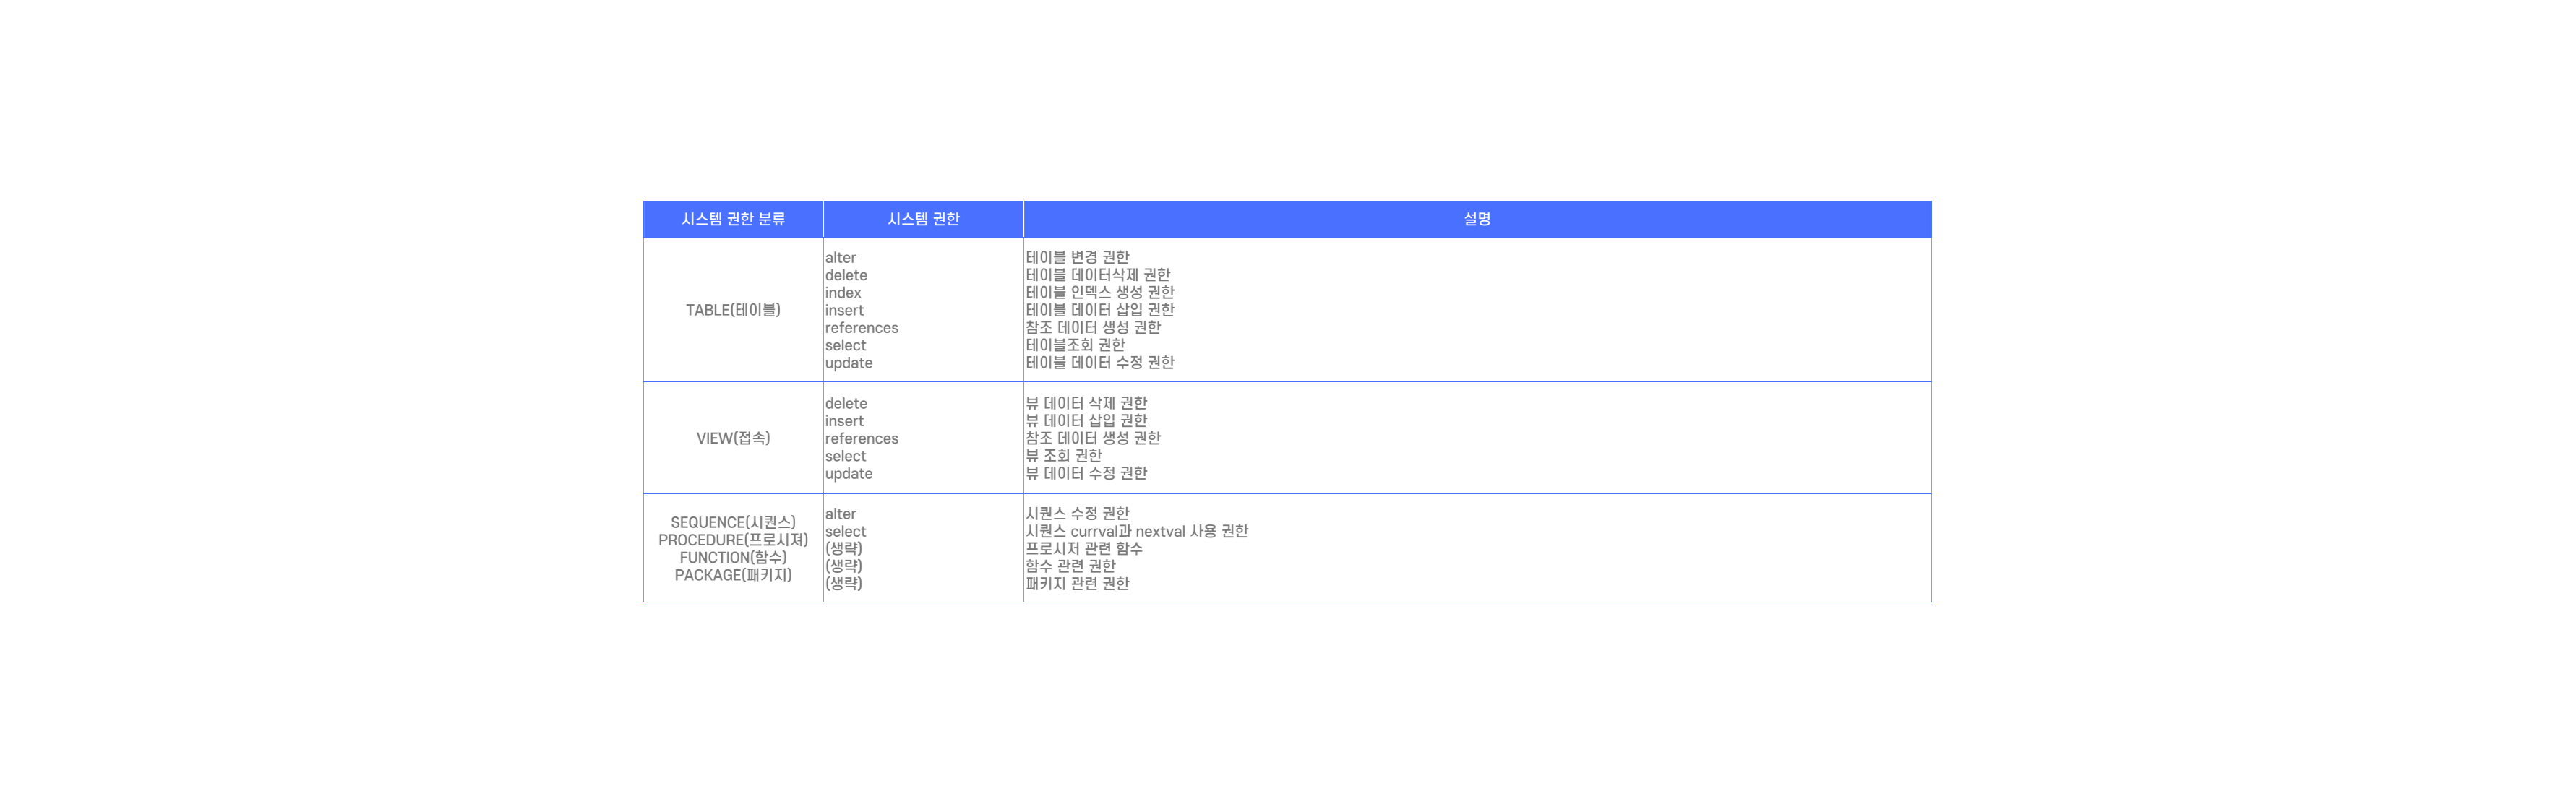 시스템 권한 분류 시스템 권한 설명
TABLE(테이블)
alter 테이블 변경 권한
delete 테이블 데이터삭제 권한
index 테이블 인덱스 생성 권한
insert 테이블 데이터 삽입 권한
references 참조 데이터 생성 권한
select 테이블조회 권한
update 테이블 데이터 수정 권한
VIEW(접속)
delete 뷰 데이터 삭제 권한
insert 뷰 데이터 삽입 권한
references 참조 데이터 생성 권한
select 뷰 조회 권한
update 뷰 데이터 수정 권한
SEQUENCE(시퀀스)
PROCEDURE(프로시져)
FUNCTION(함수)
PACKAGE(패키지)
alter 시퀀스 수정 권한
select 시퀀스 currval과 nextval 사용 권한
(생략) 프로시저 관련 함수
(생략) 함수 관련 권한
(생략) 패키지 관련 권한